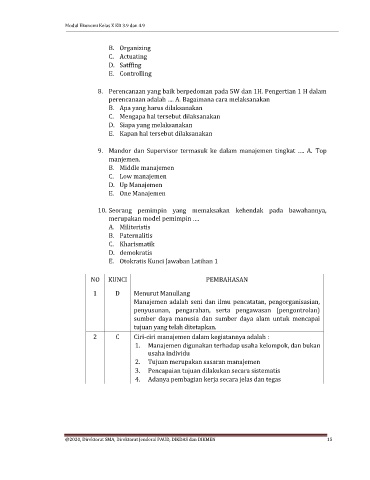 Modul Ekonomi Kelas X KD 3.9 dan 4.9
B. Organizing
C. Actuating
D. Satffing
E. Controlling
8. Perencanaan yang baik berpedoman pada 5W dan 1H. Pengertian 1 H dalam
perencanaan adalah .... A. Bagaimana cara melaksanakan
B. Apa yang harus dilaksanakan
C. Mengapa hal tersebut dilaksanakan
D. Siapa yang melaksanakan
E. Kapan hal tersebut dilaksanakan
9. Mandor dan Supervisor termasuk ke dalam manajemen tingkat .... A. Top
manjemen.
B. Middle manajemen
C. Low manajemen
D. Up Manajemen
E. One Manajemen
10. Seorang pemimpin yang memaksakan kehendak pada bawahannya,
merupakan model pemimpin ....
A. Militeristis
B. Paternalitis
C. Kharismatik
D. demokratis
E. Otokratis Kunci Jawaban Latihan 1
NO KUNCI PEMBAHASAN
1 D Menurut Manullang
Manajemen adalah seni dan ilmu pencatatan, pengorganisasian,
penyusunan, pengarahan, serta pengawasan (pengontrolan)
sumber daya manusia dan sumber daya alam untuk mencapai
tujuan yang telah ditetapkan.
2 C Ciri-ciri manajemen dalam kegiatannya adalah :
1. Manajemen digunakan terhadap usaha kelompok, dan bukan
usaha individu
2. Tujuan merupakan sasaran manajemen
3. Pencapaian tujuan dilakukan secara sistematis
4. Adanya pembagian kerja secara jelas dan tegas
@2020, Direktorat SMA, Direktorat Jenderal PAUD, DIKDAS dan DIKMEN 15